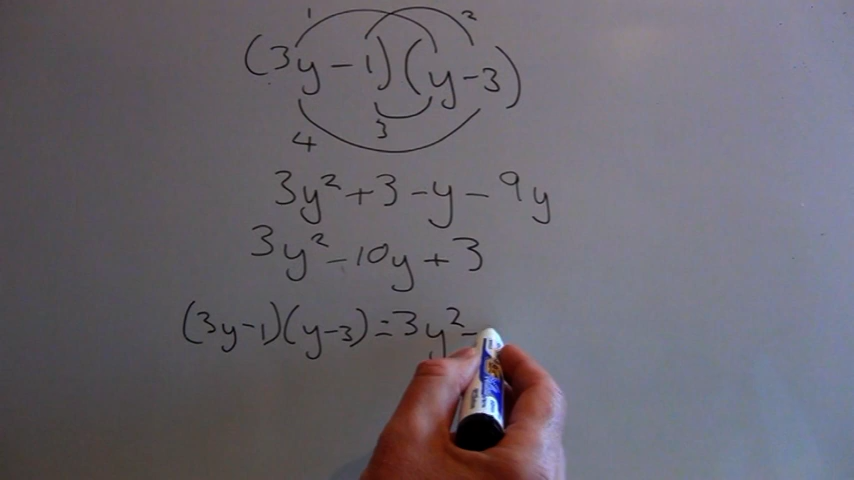 1 2
(3y-1)(y-3)
4 3
3y²+3-y-9y
3y²-10y+3
(3y-1)(y-3)=3y²-